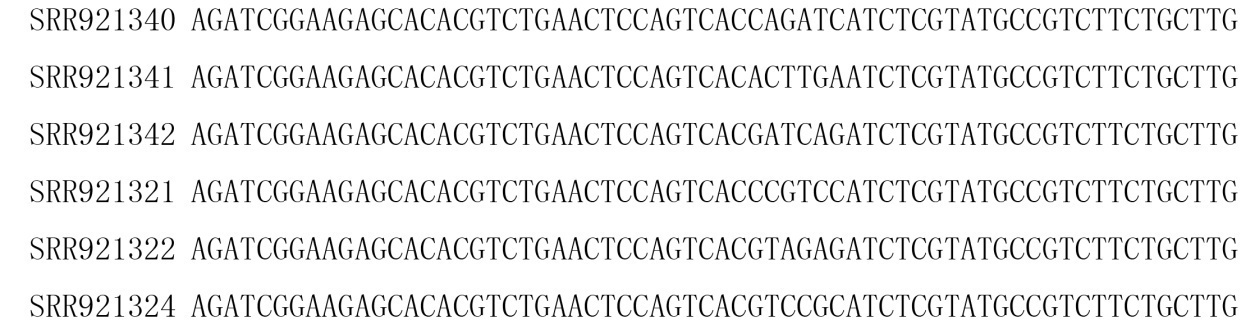 SRR921340 AGATCGGAAGAGCACACGTCTGAACTCCAGTCACCAGATCATCTCGTATGCCGTCTTCTGCTTG
SRR921341 AGATCGGAAGAGCACACGTCTGAACTCCAGTCACACTTGAATCTCGTATGCCGTCTTCTGCTTG
SRR921342 AGATCGGAAGAGCACACGTCTGAACTCCAGTCACGATCAGATCTCGTATGCCGTCTTCTGCTTG
SRR921321 AGATCGGAAGAGCACACGTCTGAACTCCAGTCACCCGTCCATCTCGTATGCCGTCTTCTGCTTG
SRR921322 AGATCGGAAGAGCACACGTCTGAACTCCAGTCACGTAGAGATCTCGTATGCCGTCTTCTGCTTG
SRR921324 AGATCGGAAGAGCACACGTCTGAACTCCAGTCACGTCCGCATCTCGTATGCCGTCTTCTGCTTG